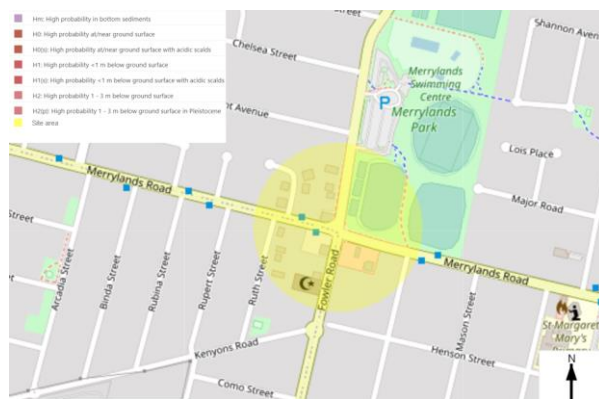 Hm: High probability in bottom sediments
H0: High probability at/near ground surface
H0(s): High probability at/near ground surface with acidic scalds
H1: High probability <1 m below ground surface
H1(s): High probability <1 m below ground surface with acidic scalds
H2: High probability 1 - 3 m below ground surface
H2(p): High probability 1 - 3 m below ground surface in Pleistocene
Site area
Shannon Aven
Chelsea Street
Merrylands
Swimming
Centre
P
Merrylands
Park
ot Avenue
Lois Place
Merrylands Road
Major Road
Street
Arcadia Street
Binda Street
Rubina Street
Rupert Street
Ruth Street
Fowler Road
Merrylands Road
Mason Street
St Margaret
Mary's
Kenyons Road
Henson Street
Como Street
N